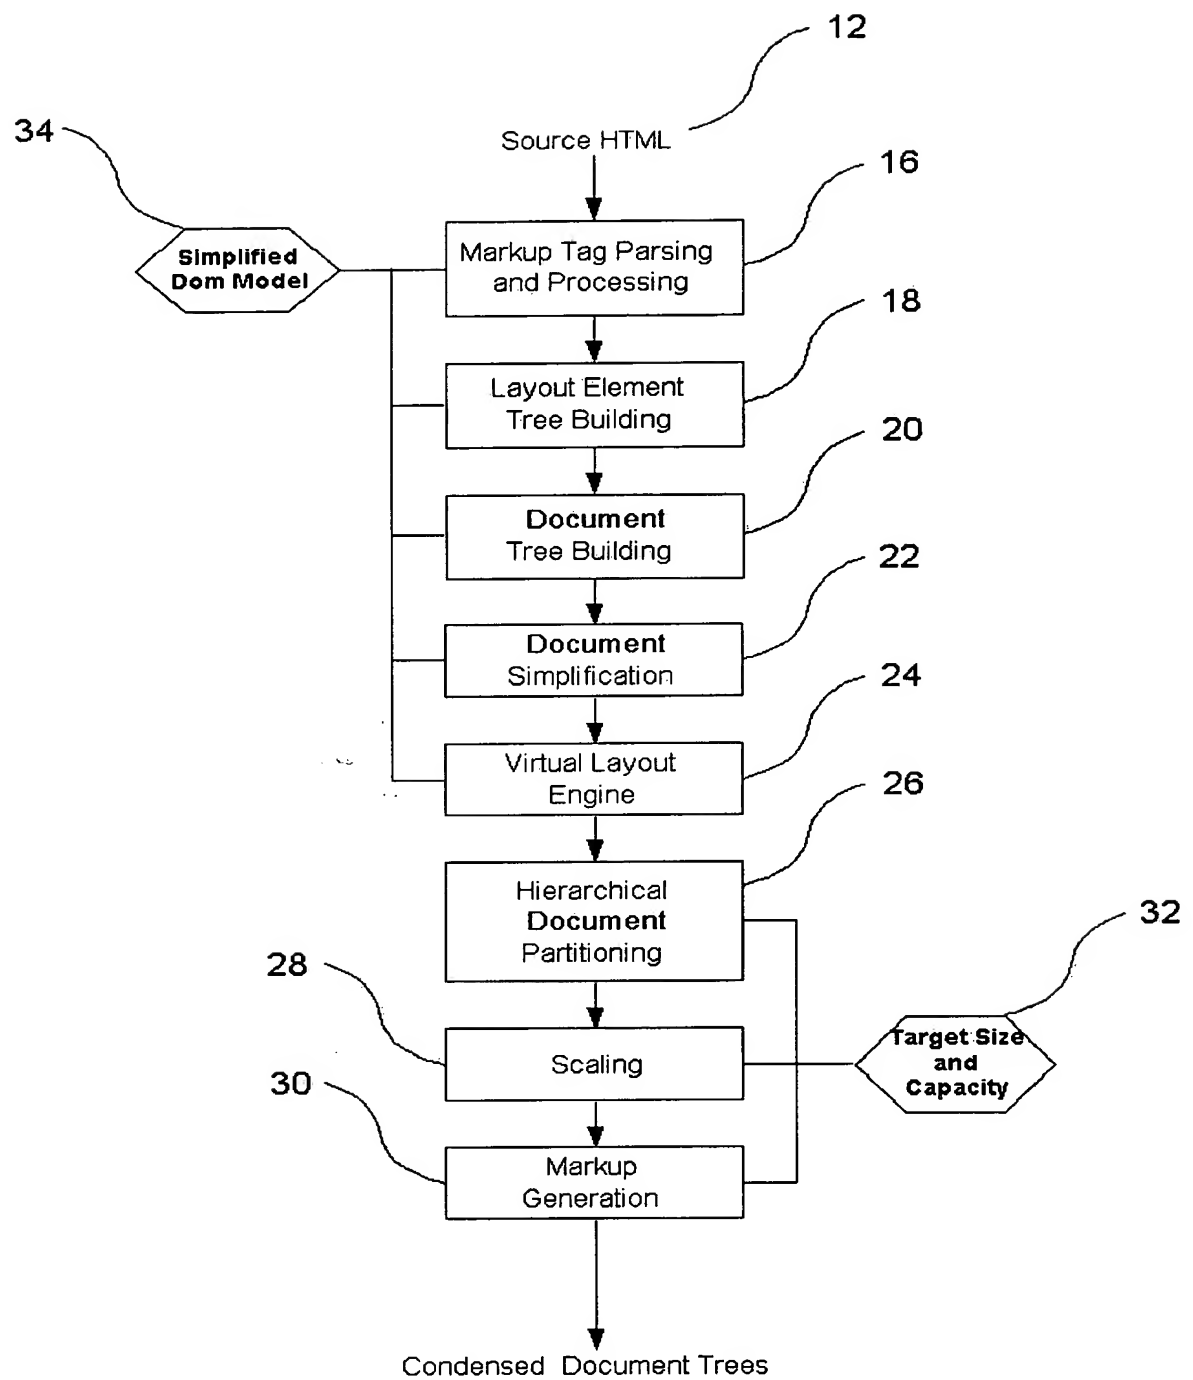 12
34
Source HTML
16
Simplified
Dom Model
Markup Tag Parsing
and Processing
18
Layout Element
Tree Building
20
Document
Tree Building
22
Document
Simplification
24
Virtual Layout
Engine
26
Hierarchical
Document
Partitioning
32
28
Target Size
and
Capacity
Scaling
30
Markup
Generation
Condensed Document Trees